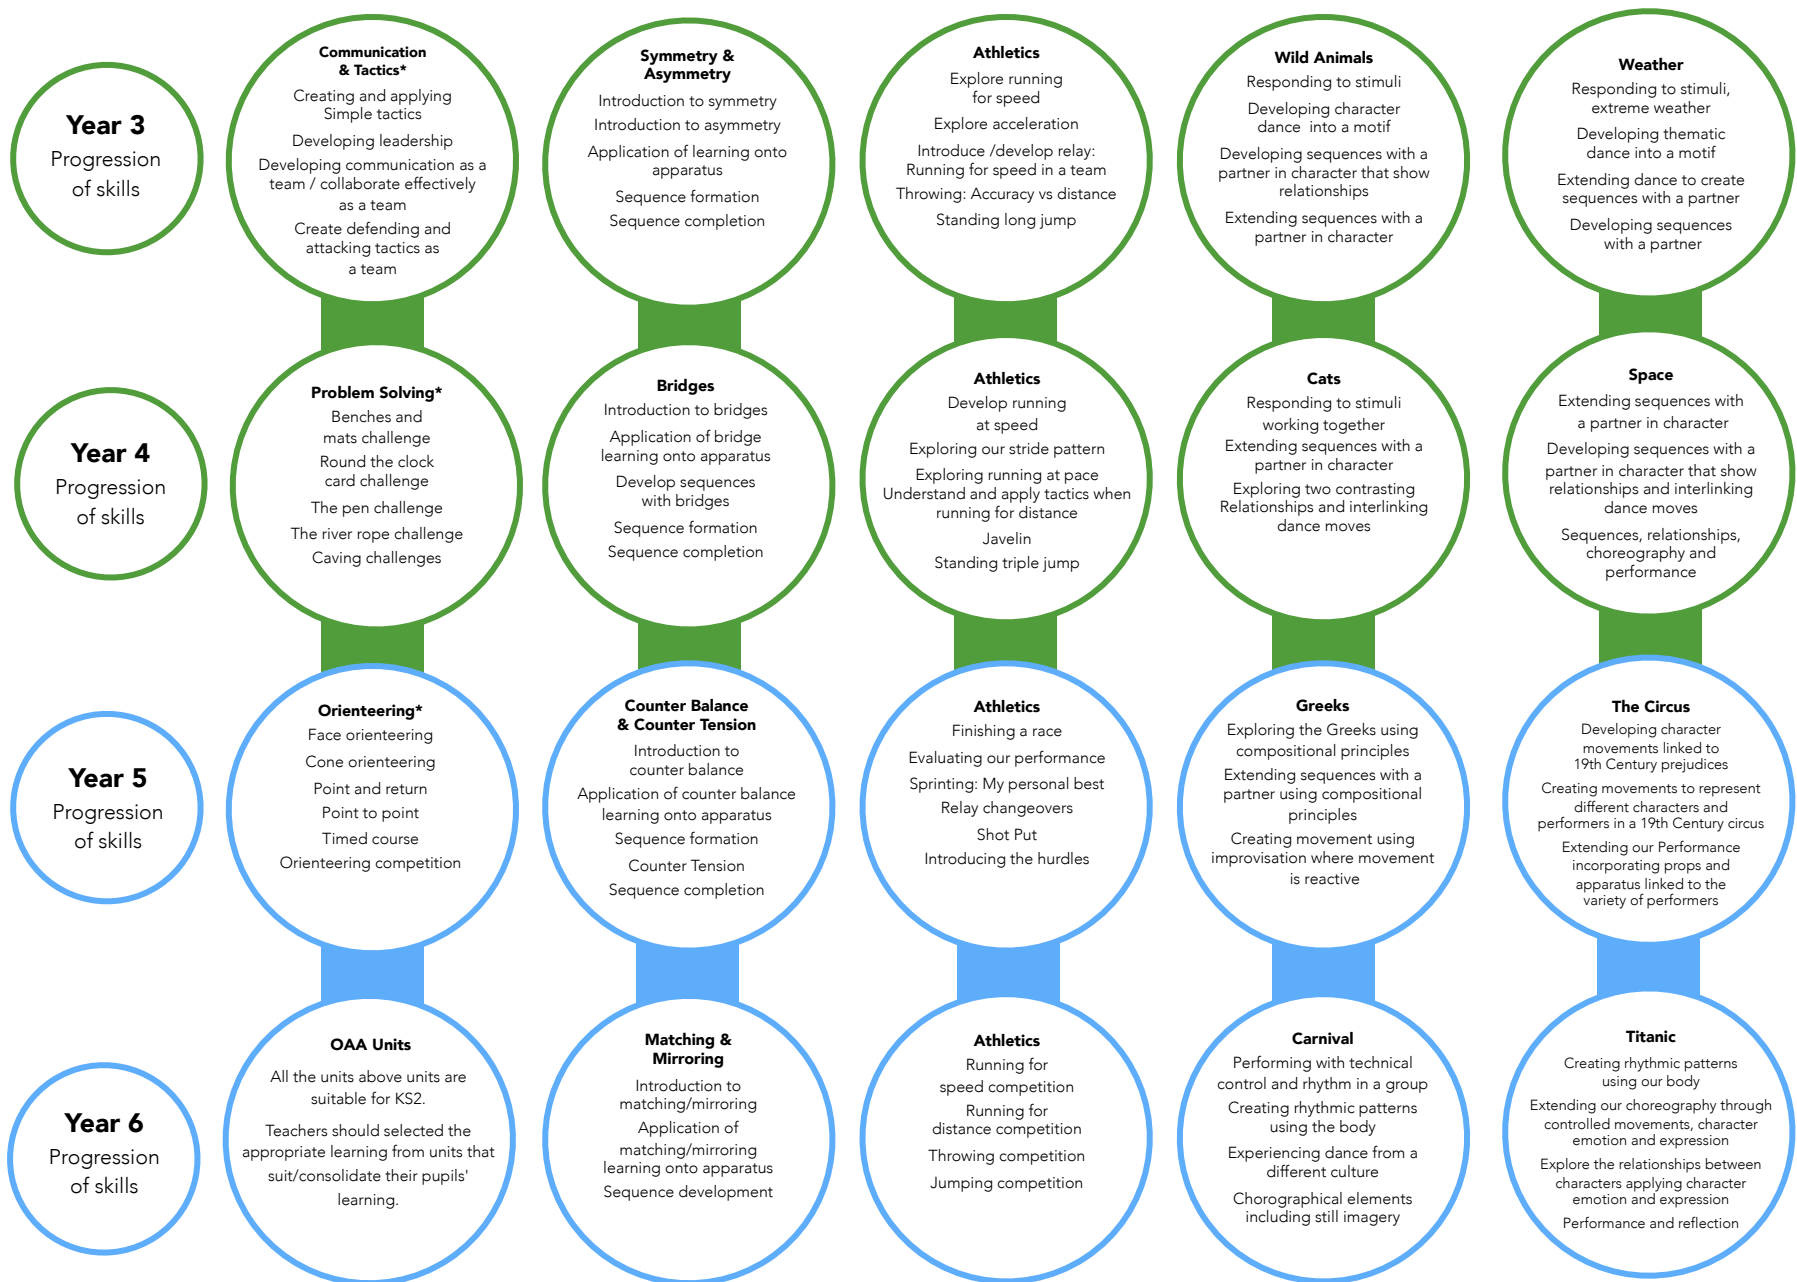 Year 3
Progression
of skills
Communication
& Tactics*
Creating and applying
Simple tactics
Developing leadership
Developing communication as a
team / collaborate effectively
as a team
Create defending and
attacking tactics as
a team
Symmetry &
Asymmetry
Introduction to symmetry
Introduction to asymmetry
Application of learning onto
apparatus
Sequence formation
Sequence completion
Athletics
Explore running
for speed
Explore acceleration
Introduce /develop relay:
Running for speed in a team
Throwing: Accuracy vs distance
Standing long jump
Wild Animals
Responding to stimuli
Developing character
dance into a motif
Developing sequences with a
partner in character that show
relationships
Extending sequences with a
partner in character
Weather
Responding to stimuli,
extreme weather
Developing thematic
dance into a motif
Extending dance to create
sequences with a partner
Developing sequences
with a partner
Year 4
Progression
of skills
Problem Solving*
Benches and
mats challenge
Round the clock
card challenge
The pen challenge
The river rope challenge
Caving challenges
Bridges
Introduction to bridges
Application of bridge
learning onto apparatus
Develop sequences
with bridges
Sequence formation
Sequence completion
Athletics
Develop running
at speed
Exploring our stride pattern
Exploring running at pace
Understand and apply tactics when
running for distance
Javelin
Standing triple jump
Cats
Responding to stimuli
working together
Extending sequences with a
partner in character
Exploring two contrasting
Relationships and interlinking
dance moves
Space
Extending sequences with
a partner in character
Developing sequences with a
partner in character that show
relationships and interlinking
dance moves
Sequences, relationships,
choreography and
performance
Year 5
Progression
of skills
Orienteering*
Face orienteering
Cone orienteering
Point and return
Point to point
Timed course
Orienteering competition
Counter Balance
& Counter Tension
Introduction to
counter balance
Application of counter balance
learning onto apparatus
Sequence formation
Counter Tension
Sequence completion
Athletics
Finishing a race
Evaluating our performance
Sprinting: My personal best
Relay changeovers
Shot Put
Introducing the hurdles
Greeks
Exploring the Greeks using
compositional principles
Extending sequences with a
partner using compositional
principles
Creating movement using
improvisation where movement
is reactive
The Circus
Developing character
movements linked to
19th Century prejudices
Creating movements to represent
different characters and
performers in a 19th Century circus
Extending our Performance
incorporating props and
apparatus linked to the
variety of performers
Year 6
Progression
of skills
OAA Units
All the units above units are
suitable for KS2.
Teachers should selected the
appropriate learning from units that
suit/consolidate their pupils'
learning.
Matching &
Mirroring
Introduction to
matching/mirroring
Application of
matching/mirroring
learning onto apparatus
Sequence development
Athletics
Running for
speed competition
Running for
distance competition
Throwing competition
Jumping competition
Carnival
Performing with technical
control and rhythm in a group
Creating rhythmic patterns
using the body
Experiencing dance from a
different culture
Chorographical elements
including still imagery
Titanic
Creating rhythmic patterns
using our body
Extending our choreography through
controlled movements, character
emotion and expression
Explore the relationships between
characters applying character
emotion and expression
Performance and reflection